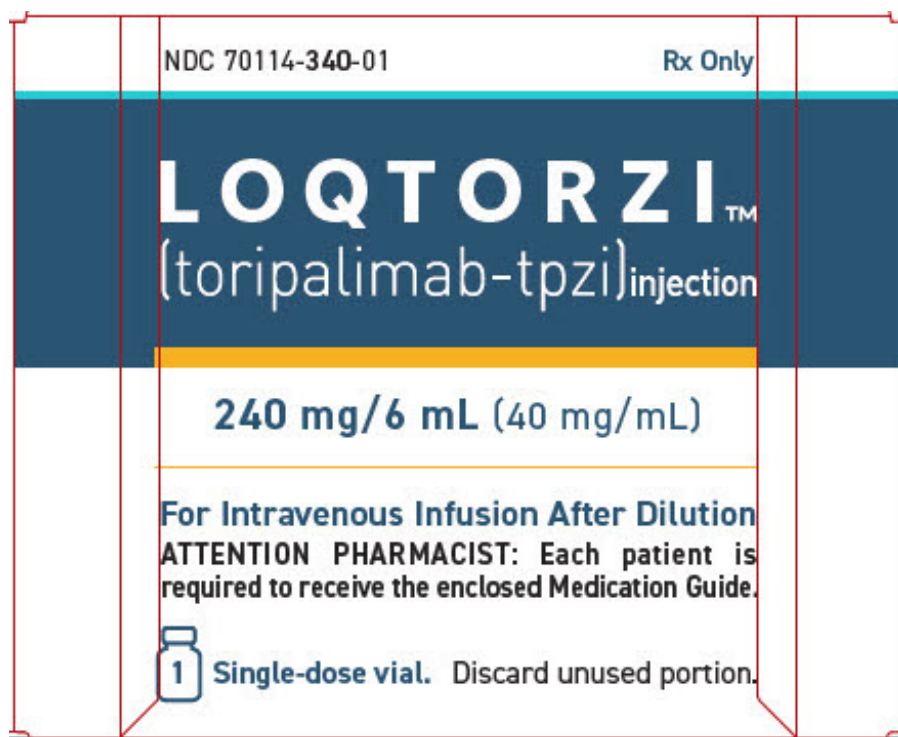 NDC 70114-340-01 Rx Only
LOQTORZI™
(toripalimab-tpzi) injection
240 mg/6 mL (40 mg/mL)
For Intravenous Infusion After Dilution
ATTENTION PHARMACIST: Each patient is
required to receive the enclosed Medication Guide.
1 Single-dose vial. Discard unused portion.